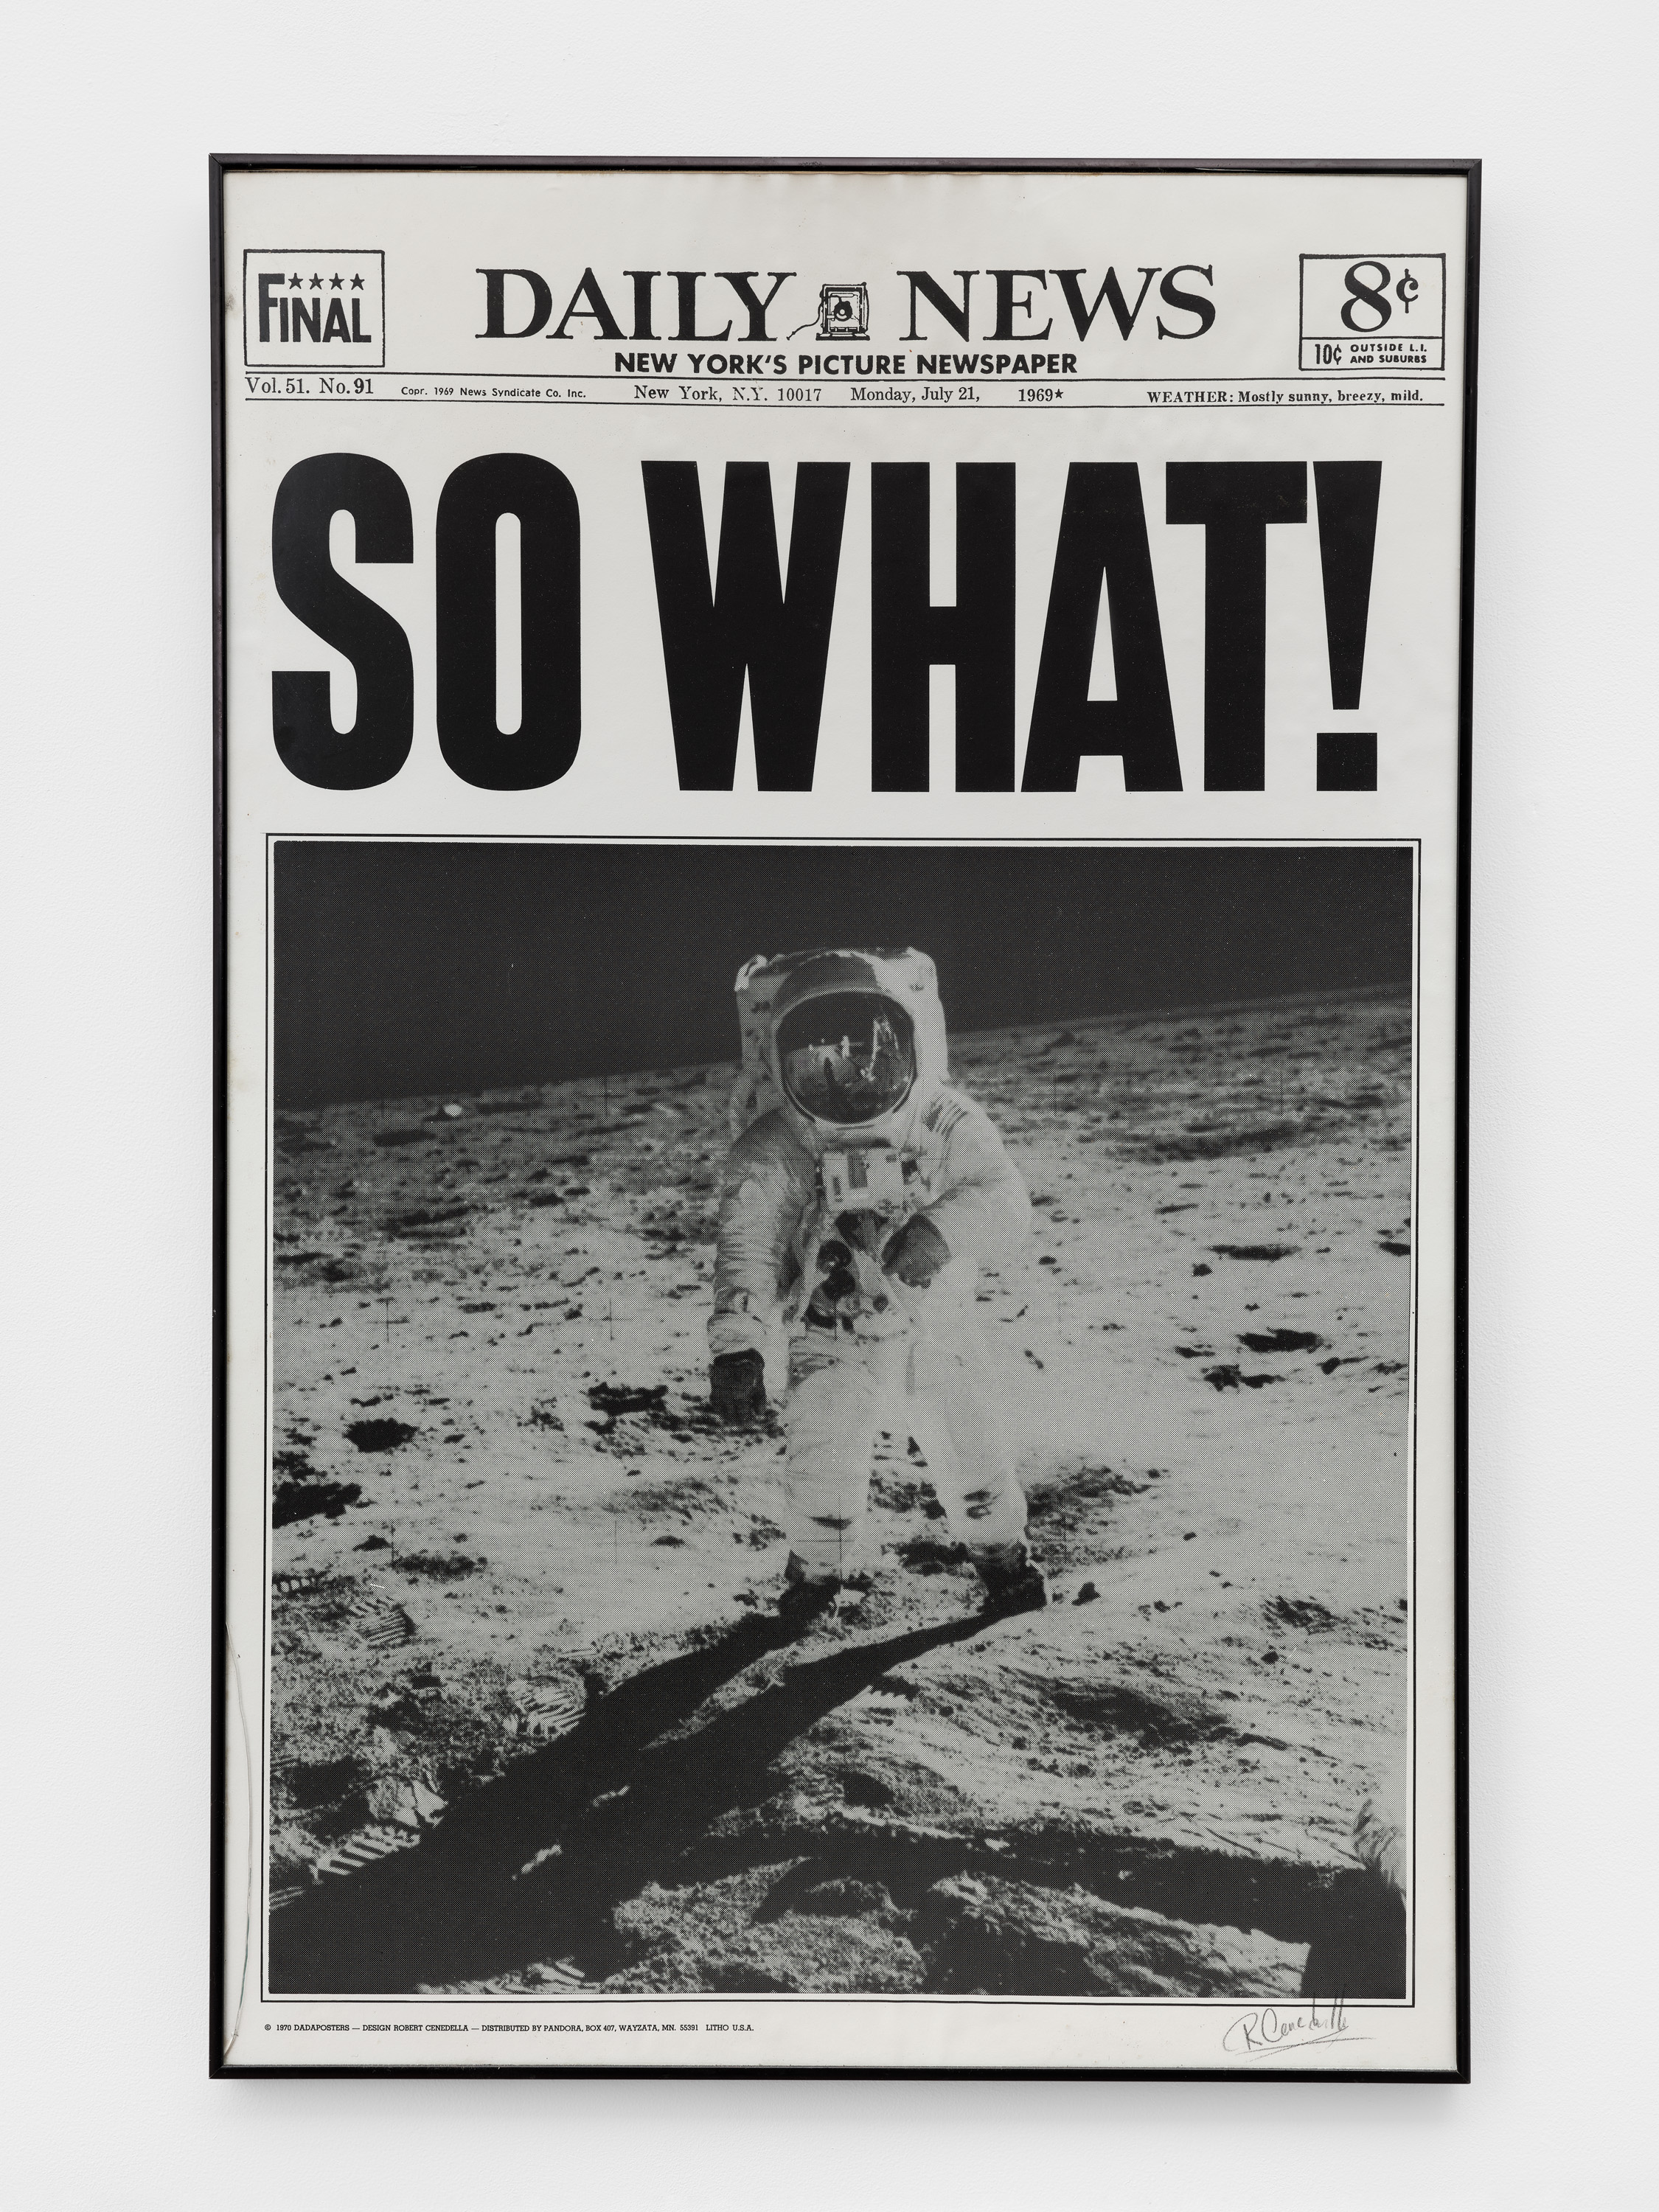 ★★★★
FINAL
DAILY NEWS
NEW YORK'S PICTURE NEWSPAPER
8¢
10¢ OUTSIDE L.I. AND SUBURBS
Vol. 51. No. 91 Copr. 1969 News Syndicate Co. Inc. New York, N.Y. 10017 Monday, July 21, 1969★ WEATHER: Mostly sunny, breezy, mild.
SO WHAT!
© 1970 DADAPOSTERS — DESIGN ROBERT CENEDELLA — DISTRIBUTED BY PANDORA, BOX 407, WAYZATA, MN. 55391 LITHO U.S.A.
R Cenedella